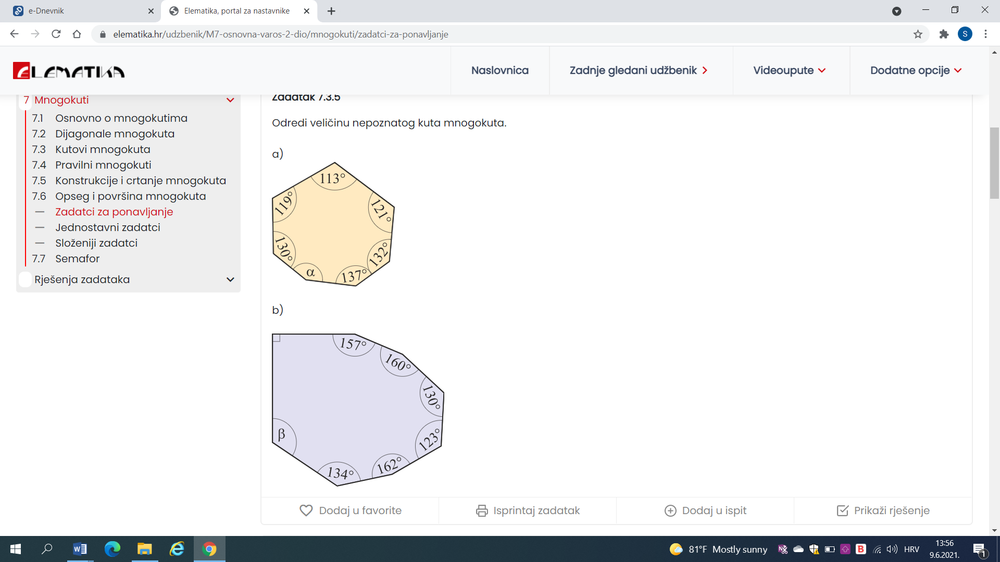 e-Dnevnik
Elematika, portal za nastavnike
elematika.hr/udzbenik/M7-osnovna-varos-2-dio/mnogokuti/zadatci-za-ponavljanje
S
ELEMATIKA
Naslovnica
Zadnje gledani udžbenik
Videoupute
Dodatne opcije
7 Mnogokuti
7.1 Osnovno o mnogokutima
7.2 Dijagonale mnogokuta
7.3 Kutovi mnogokuta
7.4 Pravilni mnogokuti
7.5 Konstrukcije i crtanje mnogokuta
7.6 Opseg i površina mnogokuta
— Zadatci za ponavljanje
— Jednostavni zadatci
— Složeniji zadatci
7.7 Semafor
Rješenja zadataka
Zadatak 7.3.5
Odredi veličinu nepoznatog kuta mnogokuta.
a)
113°
119°
121°
130°
132°
α
137°
b)
157°
160°
130°
β
123°
162°
134°
Dodaj u favorite
Isprintaj zadatak
Dodaj u ispit
Prikaži rješenje
81°F Mostly sunny
HRV
13:56
9.6.2021.
1